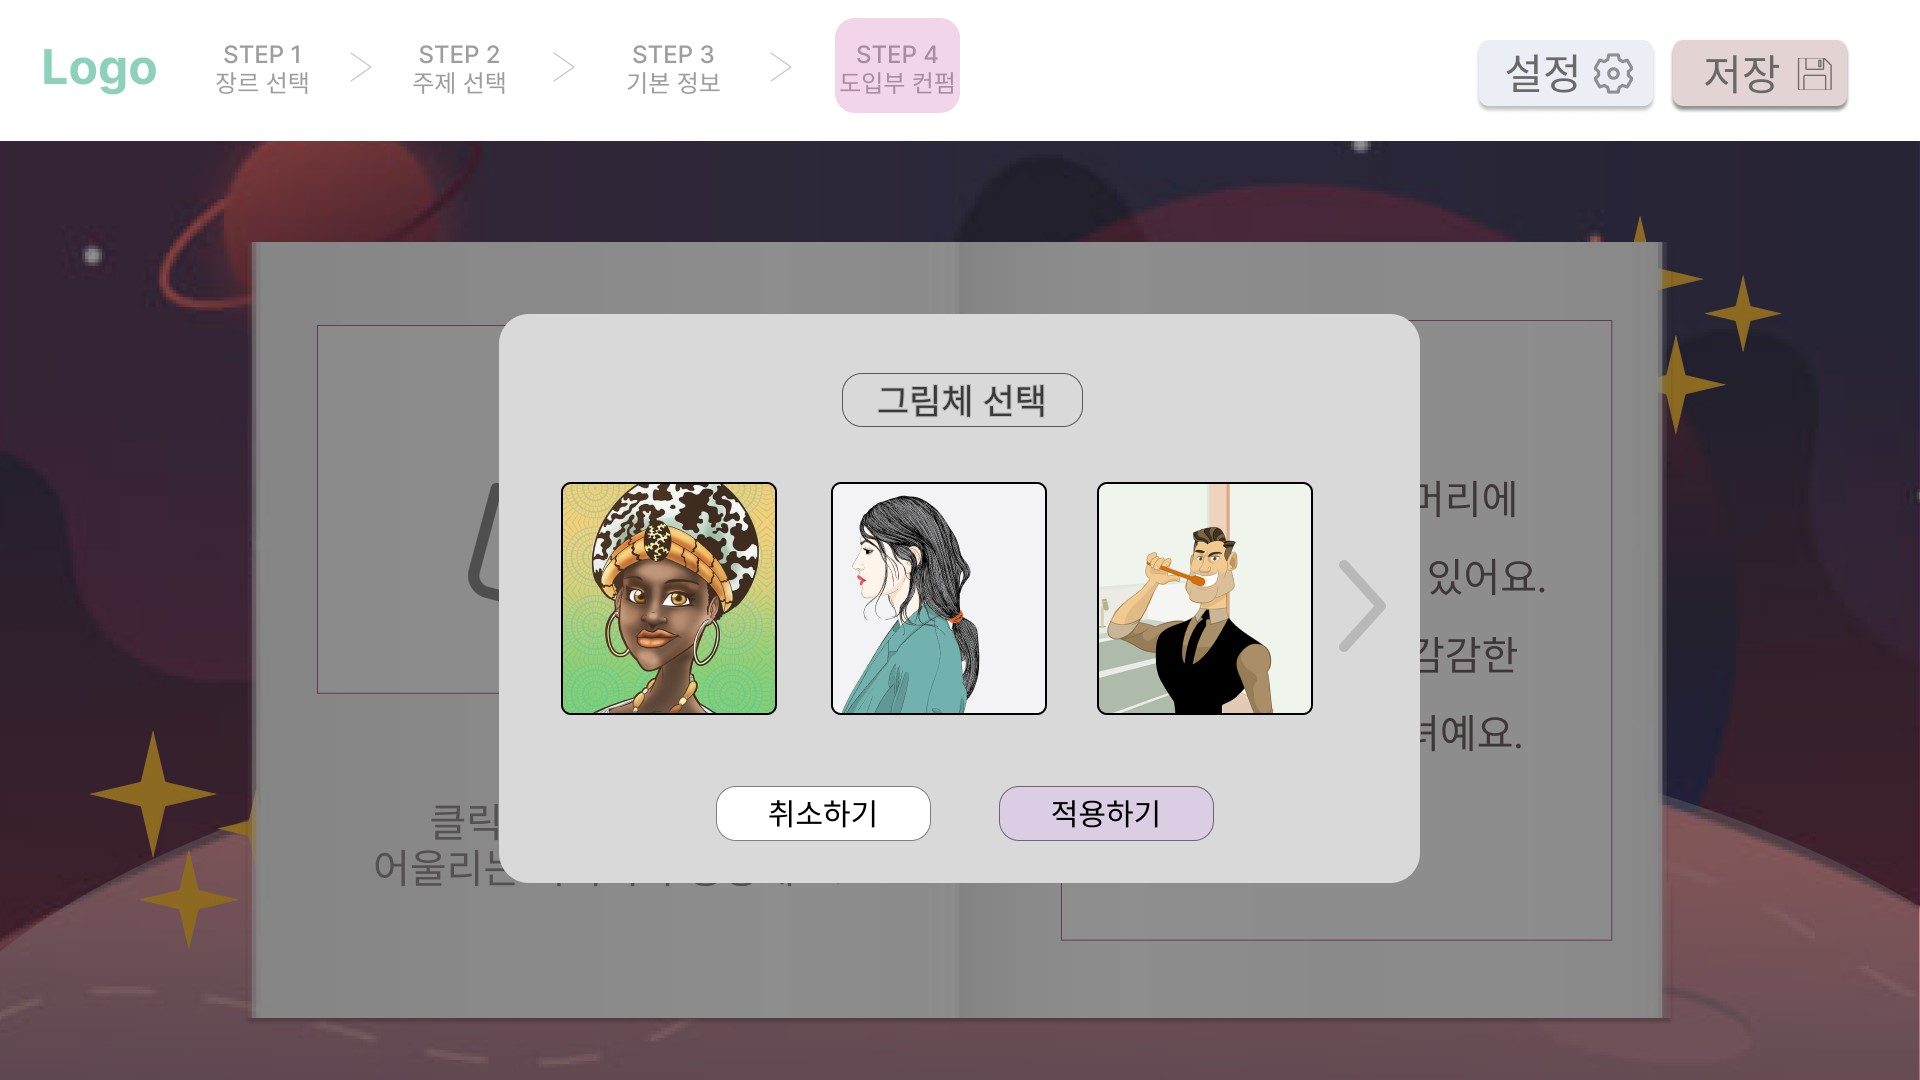 Logo
STEP 1
장르 선택
STEP 2
주제 선택
STEP 3
기본 정보
STEP 4
도입부 컨펌
설정
저장
그림체 선택
머리에
있어요.
감감한
녀예요.
취소하기
적용하기
클릭
어울리는